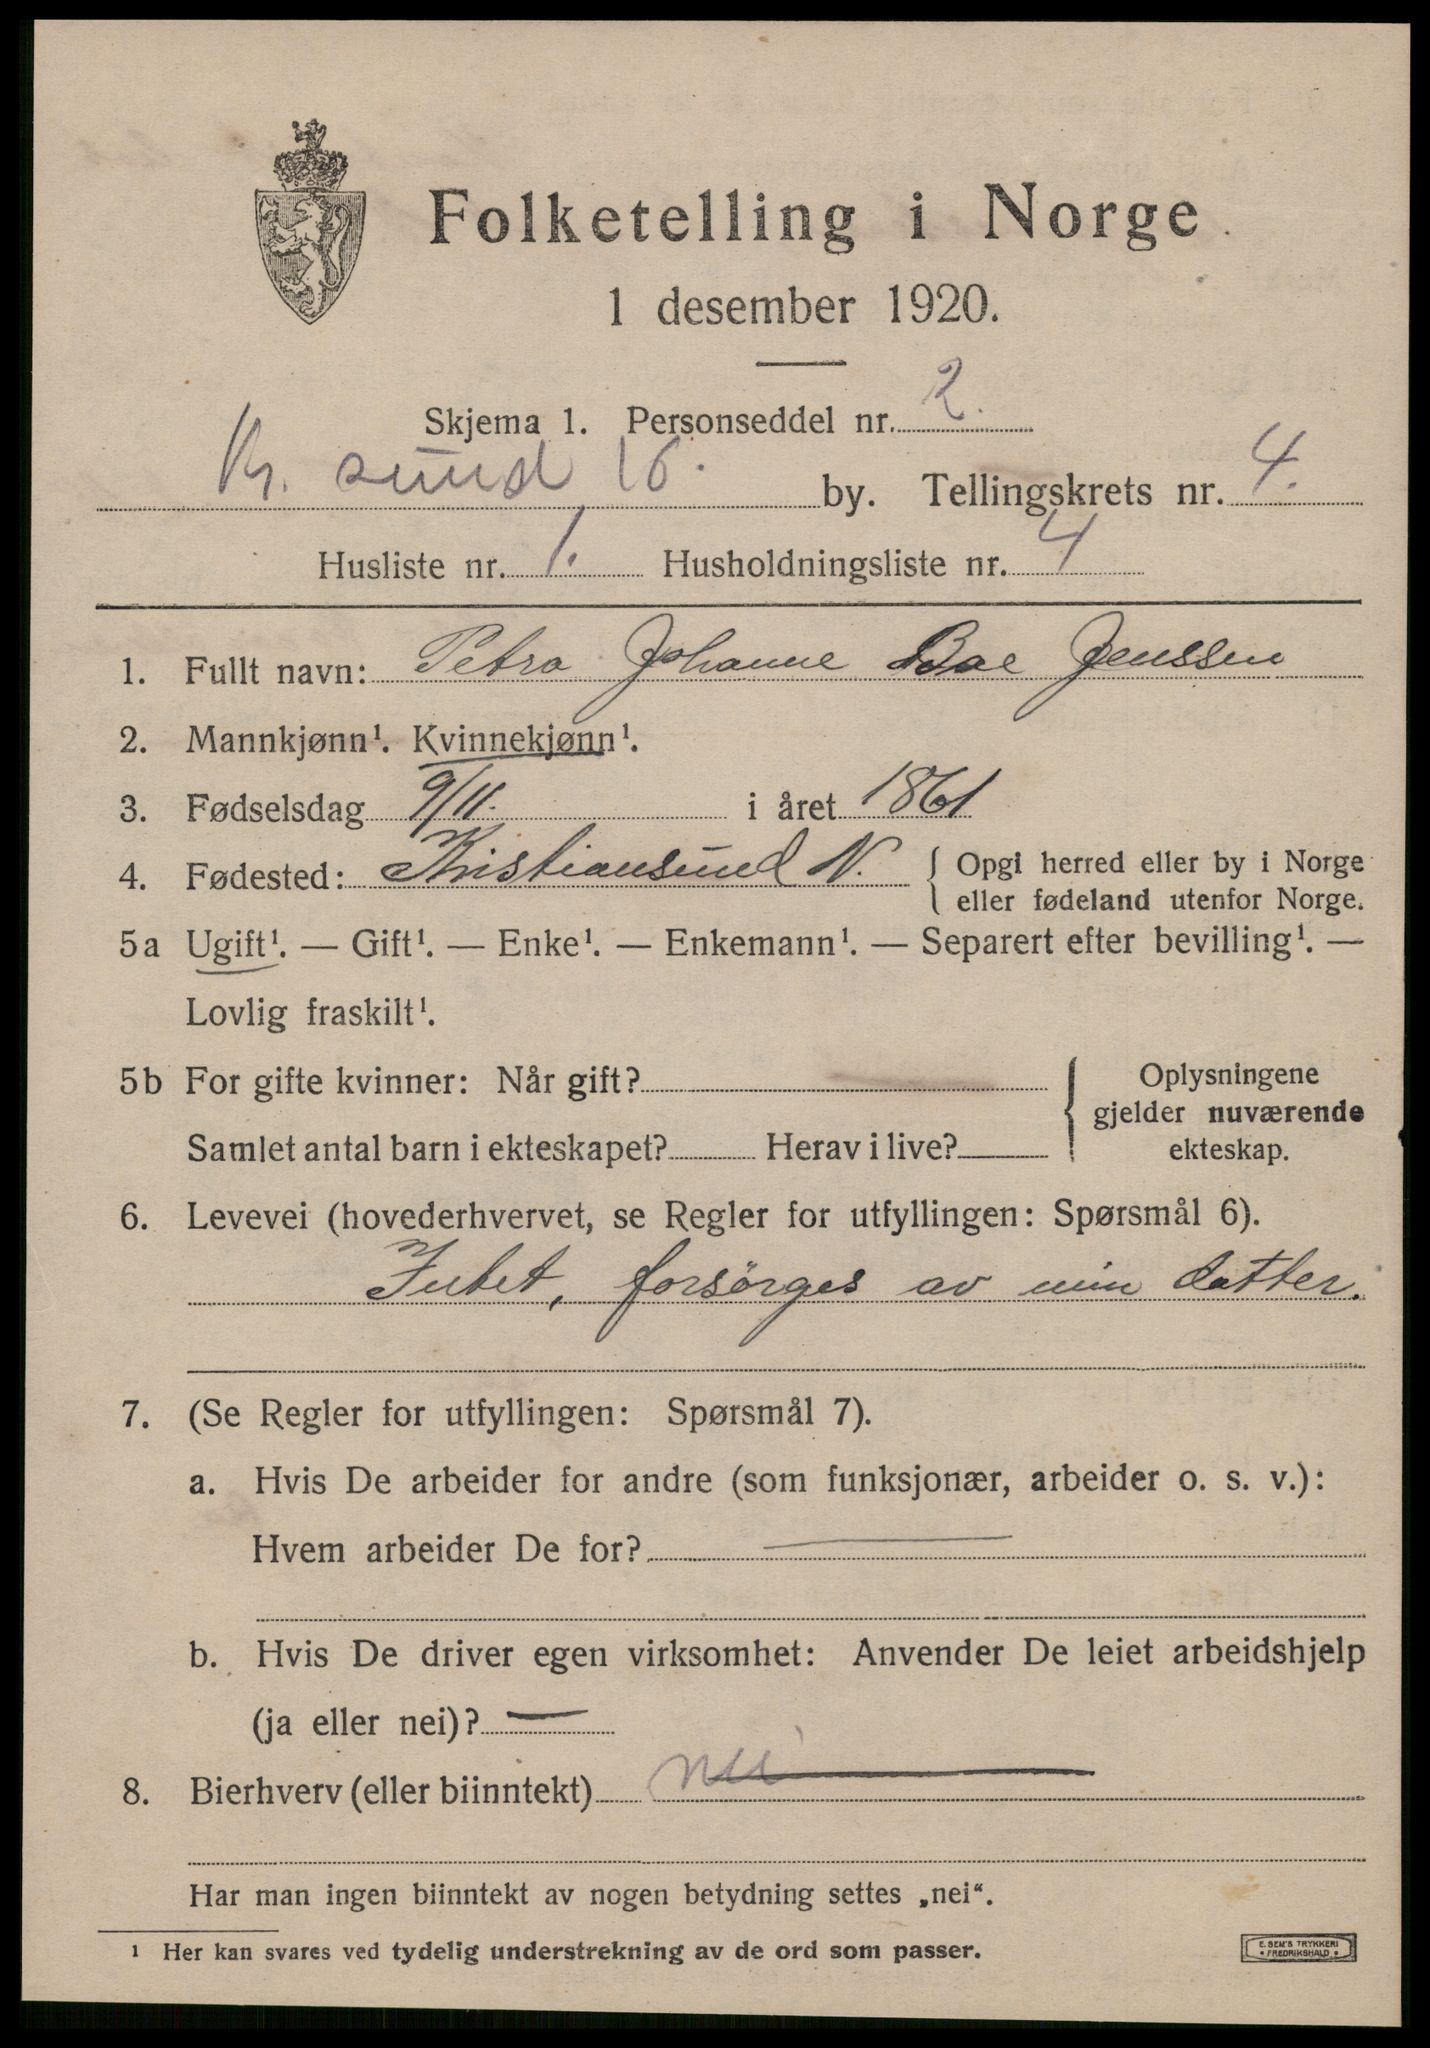 Folketelling i Norge
1 desember 1920.
Skjema 1. Personseddel nr. 2.
Kr. sund by. Tellingskrets nr. 4.
Husliste nr. 1. Husholdningsliste nr. 4
1. Fullt navn: Petra Johanne Boe Jenssen
2. Mannkjønn¹. Kvinnekjønn¹.
3. Fødselsdag 9/11. i året 1861
4. Fødested: Kristiansund N. { Opgi herred eller by i Norge
eller fødeland utenfor Norge.
5a Ugift¹. — Gift¹. — Enke¹. — Enkemann¹. — Separert efter bevilling¹. —
Lovlig fraskilt¹.
5b For gifte kvinner: Når gift? { Oplysningene
gjelder nuværende
Samlet antal barn i ekteskapet? Herav i live? ekteskap.
6. Levevei (hovederhvervet, se Regler for utfyllingen: Spørsmål 6).
Intet, forsörges av min datter.
7. (Se Regler for utfyllingen: Spørsmål 7).
a. Hvis De arbeider for andre (som funksjonær, arbeider o. s. v.):
Hvem arbeider De for? —
b. Hvis De driver egen virksomhet: Anvender De leiet arbeidshjelp
(ja eller nei)? —
8. Bierhverv (eller biinntekt) nei
Har man ingen biinntekt av nogen betydning settes „nei“.
¹ Her kan svares ved tydelig understrekning av de ord som passer.
E. SEM'S TRYKKERI
• FREDRIKSHALD •